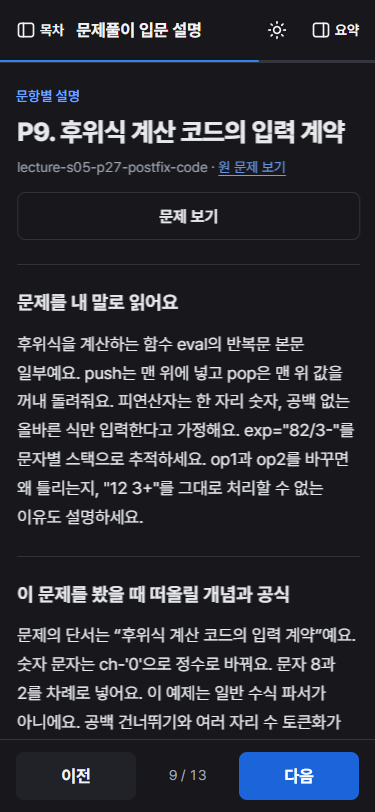 목차 문제풀이 입문 설명 요약
문항별 설명
P9. 후위식 계산 코드의 입력 계약
lecture-s05-p27-postfix-code · 원 문제 보기
문제 보기
문제를 내 말로 읽어요
후위식을 계산하는 함수 eval의 반복문 본문
일부예요. push는 맨 위에 넣고 pop은 맨 위 값을
꺼내 돌려줘요. 피연산자는 한 자리 숫자, 공백 없는
올바른 식만 입력한다고 가정해요. exp="82/3-"를
문자별 스택으로 추적하세요. op1과 op2를 바꾸면
왜 틀리는지, "12 3+"를 그대로 처리할 수 없는
이유도 설명하세요.
이 문제를 봤을 때 떠올릴 개념과 공식
문제의 단서는 “후위식 계산 코드의 입력 계약”예요.
숫자 문자는 ch-'0'으로 정수로 바꿔요. 문자 8과
2를 차례로 넣어요. 이 예제는 일반 수식 파서가
아니에요. 공백 건너뛰기와 여러 자리 수 토큰화가
이전 9 / 13 다음